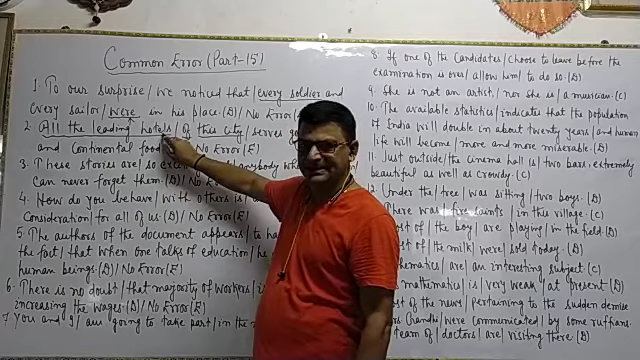 Common Error (Part-15)
1. To our surprise/we noticed that/every soldier and
every sailor/were in his place.(D)/No Error(E)
2. All the leading hotels/of this city/serves
and Continental food No Error(E)
3. These stories are/so anybody
can never forget them.(D)/No
4. How do you behave/with others is/
Consideration/for all of us(D)/No Error(E)
5. The authors of the document appears/to
the fact/that when one talks of education/he
human beings(D)/No Error(E)
6. There is no doubt/that majority of workers/
increasing the wages.(D)/No Error(E)
7 You and I/am going to take part/in the
8. If one of the Candidates/choose to leave before the
examination is over/allow him/to do so.(D)
9. She is not an artist/nor she is/a musician.(C)
10. The available statistics/indicates that the population
of India will double in about twenty years/and human
life will become/more and more miserable.(D)
11. Just outside/the cinema hall is/two bars,extremely
beautiful as well as crowdy.(C)
12. Under the/tree/was sitting/two boys.(D)
There was/five saints/in this village.(C)
of the boy/are playing/in the field.(D)
of the milk/were sold/today.(D)
are/an interesting subject.(C)
mathematics/is very weak/at present(D)
of the news/pertaining to the sudden demise
Gandhi/were communicated/by some ruffians.
team of/doctors/are visiting/there.(D)